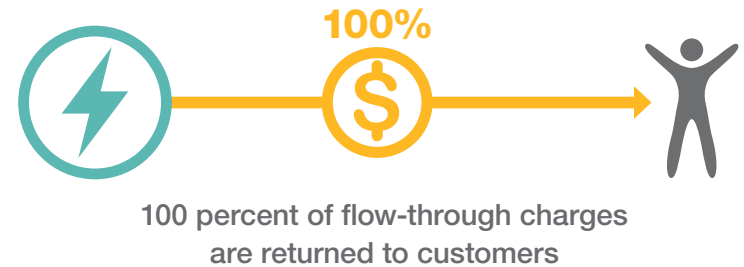 100%
$
100 percent of flow-through charges
are returned to customers